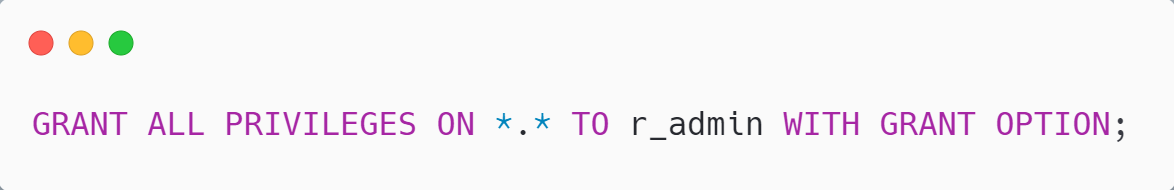 GRANT ALL PRIVILEGES ON *.* TO r_admin WITH GRANT OPTION;